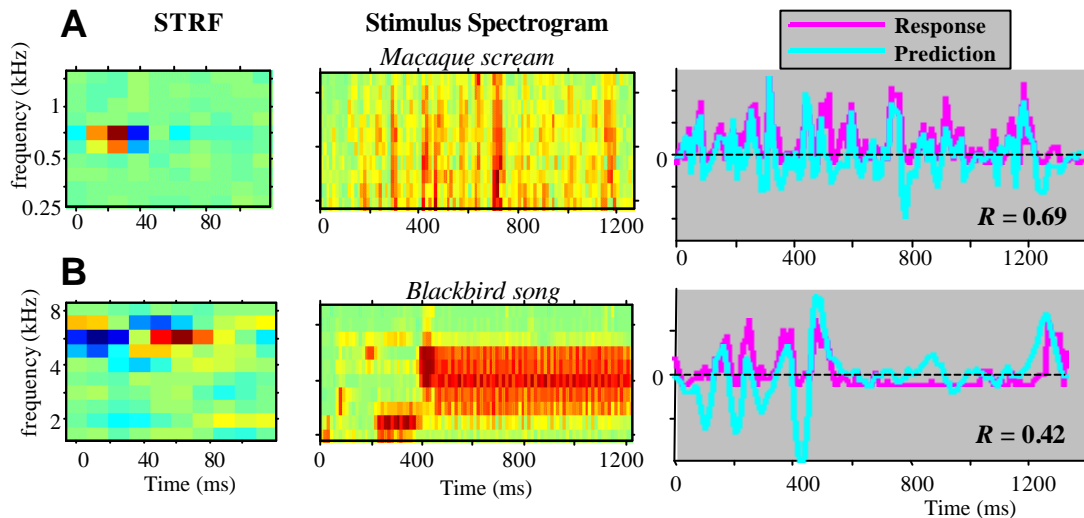 A
STRF
Stimulus Spectrogram
Response
Prediction
Macaque scream
frequency (kHz)
1
0.5
0.25
0 40 80
0 400 800 1200
0
R = 0.69
0 400 800 1200
B
Blackbird song
frequency (kHz)
8
4
2
0 40 80
Time (ms)
0 400 800 1200
Time (ms)
0
R = 0.42
0 400 800 1200
Time (ms)